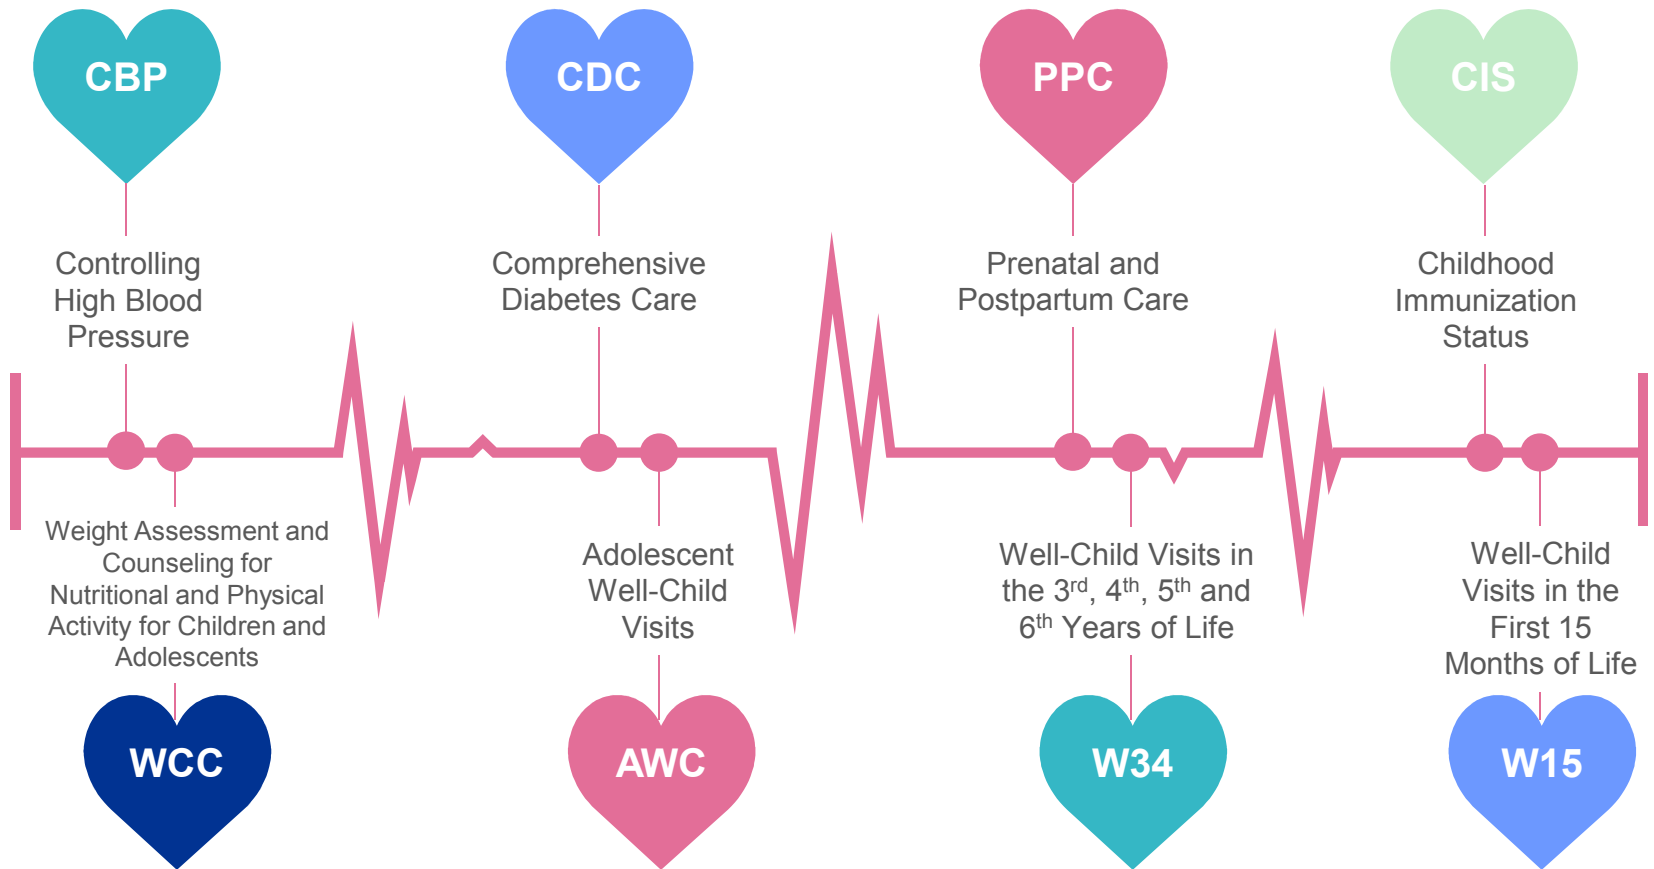 CBP
Controlling
High Blood
Pressure
CDC
Comprehensive
Diabetes Care
PPC
Prenatal and
Postpartum Care
CIS
Childhood
Immunization
Status
Weight Assessment and
Counseling for
Nutritional and Physical
Activity for Children and
Adolescents
WCC
Adolescent
Well-Child
Visits
AWC
Well-Child Visits in
the 3rd, 4th, 5th and
6th Years of Life
W34
Well-Child
Visits in the
First 15
Months of Life
W15